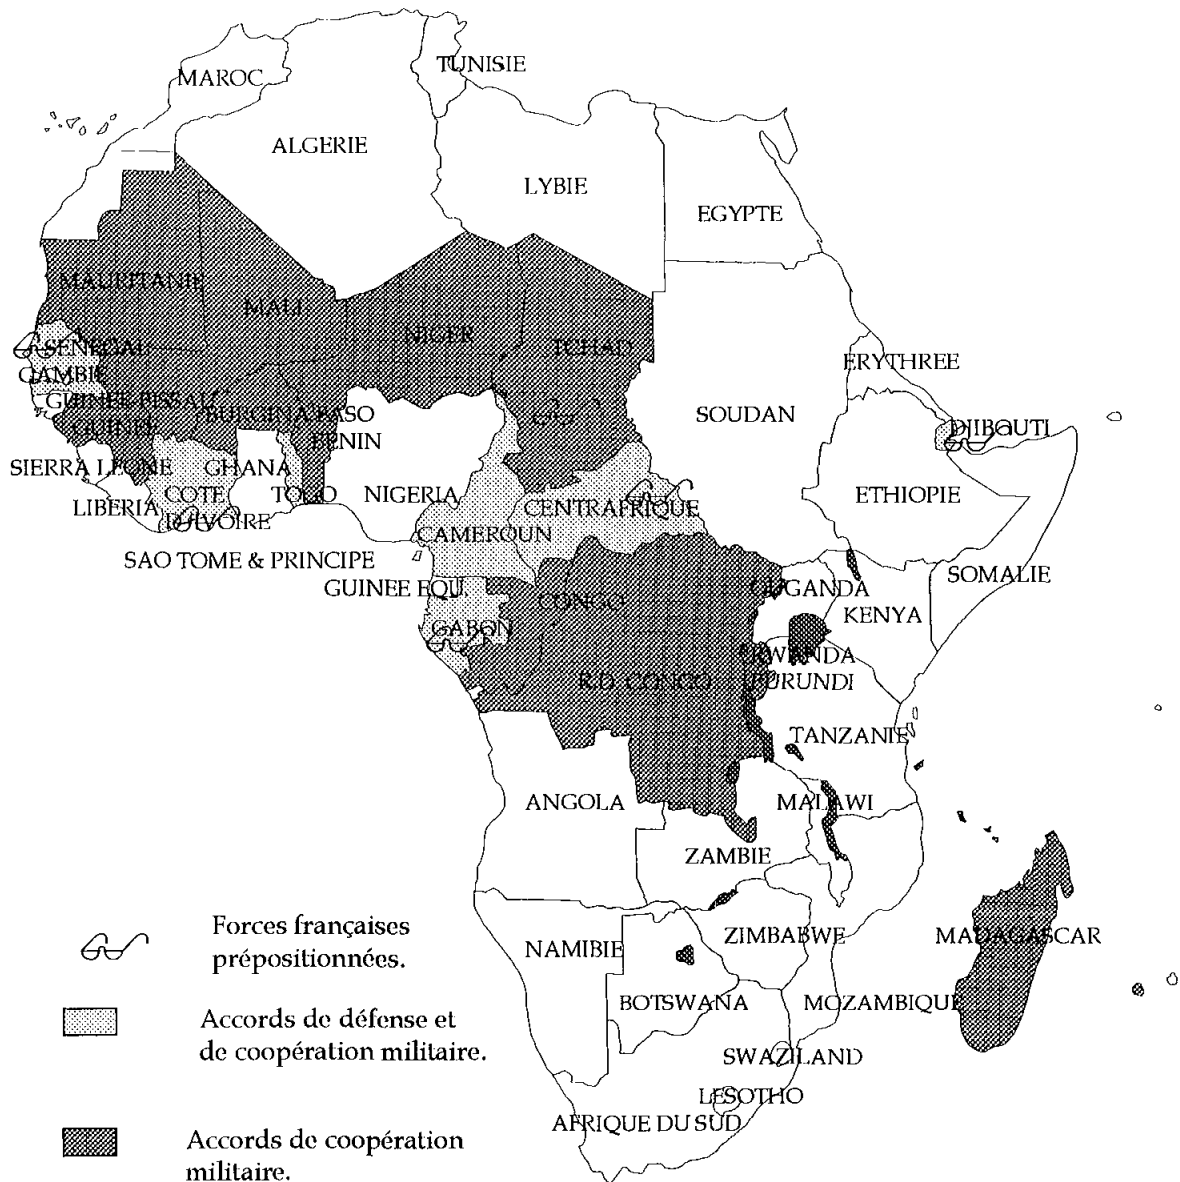 TUNISIE
MAROC
ALGERIE
LYBIE
EGYPTE
MAURITANIE
MALI
NIGER
TCHAD
SENEGAL
GAMBIE
GUINEE-BISSAU
GUINEE
BURGINA FASO
BENIN
SIERRA LEONE
GHANA
LIBERIA
COTE
D'IVOIRE
TOGO
NIGERIA
CAMEROUN
CENTRAFRIQUE
SOUDAN
ERYTHREE
DJIBOUTI
ETHIOPIE
SOMALIE
SAO TOME & PRINCIPE
GUINEE EQU.
GABON
CONGO
R.D. CONGO
OUGANDA
KENYA
RWANDA
BURUNDI
TANZANIE
ANGOLA
MALAWI
ZAMBIE
NAMIBIE
ZIMBABWE
MADAGASCAR
BOTSWANA
MOZAMBIQUE
SWAZILAND
LESOTHO
AFRIQUE DU SUD
Forces françaises
prépositionnées.
Accords de défense et
de coopération militaire.
Accords de coopération
militaire.